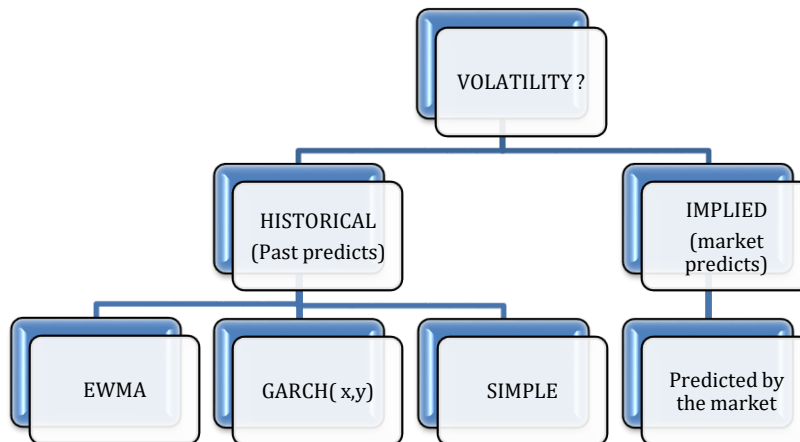 VOLATILITY ?
HISTORICAL
(Past predicts)
IMPLIED
(market
predicts)
EWMA
GARCH( x,y)
SIMPLE
Predicted by
the market